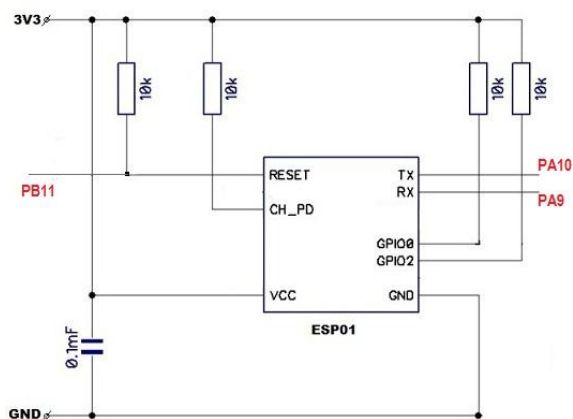 3V3
10k
10k
10k
10k
PB11
RESET
TX
PA10
RX
PA9
CH_PD
GPIO0
GPIO2
VCC
GND
ESP01
0.1mF
GND